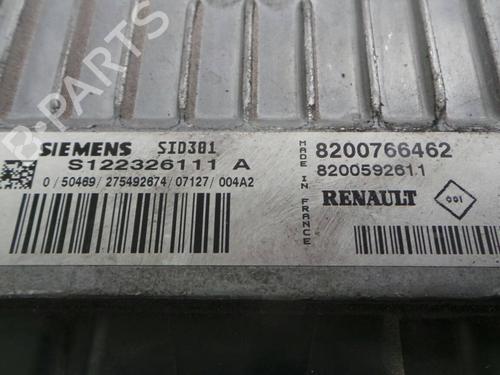 B-PARTS
SIEMENS SID301
S122326111 A
0/50469/275492674/07127/004A2
MADE IN FRANCE
8200766462
8200592611
RENAULT
001